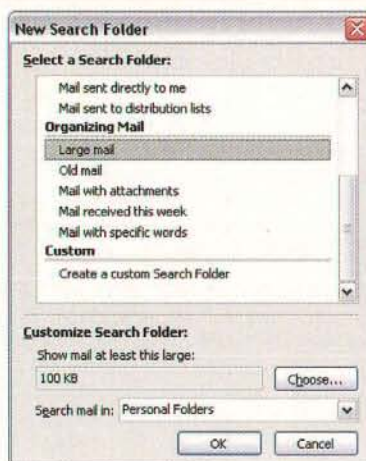 New Search Folder
Select a Search Folder:
Mail sent directly to me
Mail sent to distribution lists
Organizing Mail
Large mail
Old mail
Mail with attachments
Mail received this week
Mail with specific words
Custom
Create a custom Search Folder
Customize Search Folder:
Show mail at least this large:
100 KB
Choose...
Search mail in: Personal Folders
OK Cancel